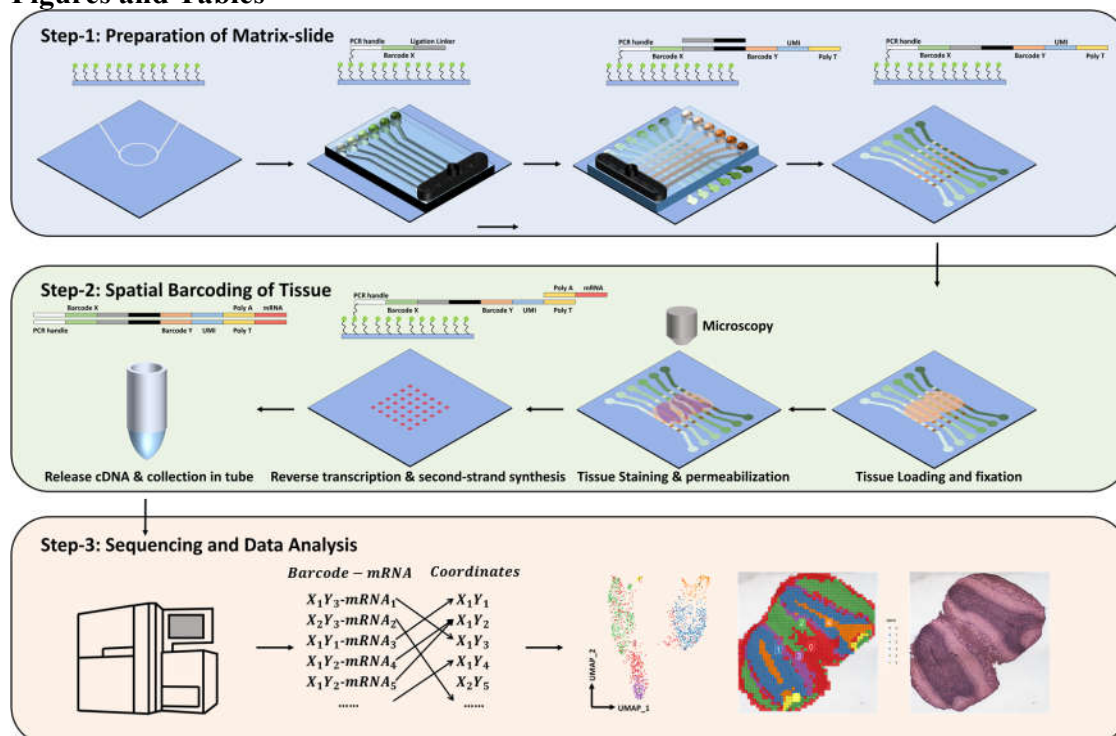 Figures and Tables
Step-1: Preparation of Matrix-slide
PCR handle Ligation Linker
Barcode X
PCR handle UMI
Barcode X Barcode Y Poly T
PCR handle UMI
Barcode X Barcode Y Poly T
Step-2: Spatial Barcoding of Tissue
Barcode X Poly A mRNA
PCR handle Barcode Y UMI Poly T
Poly A mRNA
PCR handle
Barcode X Barcode Y UMI Poly T
Microscopy
Release cDNA & collection in tube
Reverse transcription & second-strand synthesis
Tissue Staining & permeabilization
Tissue Loading and fixation
Step-3: Sequencing and Data Analysis
Barcode – mRNA Coordinates
X₁Y₃-mRNA₁ X₁Y₁
X₂Y₃-mRNA₂ X₁Y₂
X₁Y₁-mRNA₃ X₁Y₃
X₁Y₂-mRNA₄ X₁Y₄
X₁Y₂-mRNA₅ X₂Y₅
...... ......
UMAP_2
UMAP_1